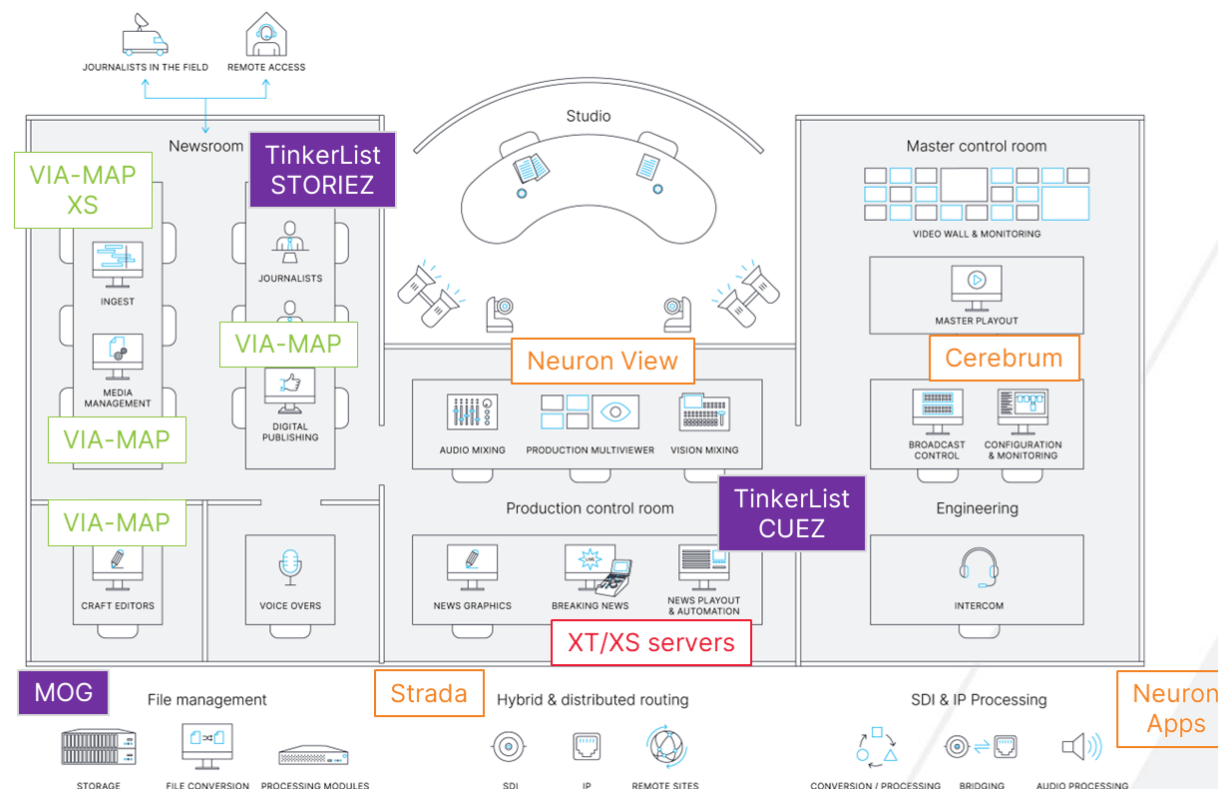 JOURNALISTS IN THE FIELD
REMOTE ACCESS
Newsroom
TinkerList
STORIEZ
VIA-MAP
XS
INGEST
JOURNALISTS
VIA-MAP
MEDIA
MANAGEMENT
DIGITAL
PUBLISHING
VIA-MAP
VIA-MAP
CRAFT EDITORS
VOICE OVERS
Studio
Neuron View
AUDIO MIXING
PRODUCTION MULTIVIEWER
VISION MIXING
Production control room
TinkerList
CUEZ
NEWS GRAPHICS
BREAKING NEWS
LIVE
NEWS PLAYOUT
& AUTOMATION
XT/XS servers
Master control room
VIDEO WALL & MONITORING
MASTER PLAYOUT
Cerebrum
BROADCAST
CONTROL
CONFIGURATION
& MONITORING
Engineering
INTERCOM
MOG
File management
STORAGE
FILE CONVERSION
PROCESSING MODULES
Strada
Hybrid & distributed routing
SDI
IP
REMOTE SITES
SDI & IP Processing
Neuron
Apps
CONVERSION / PROCESSING
BRIDGING
AUDIO PROCESSING